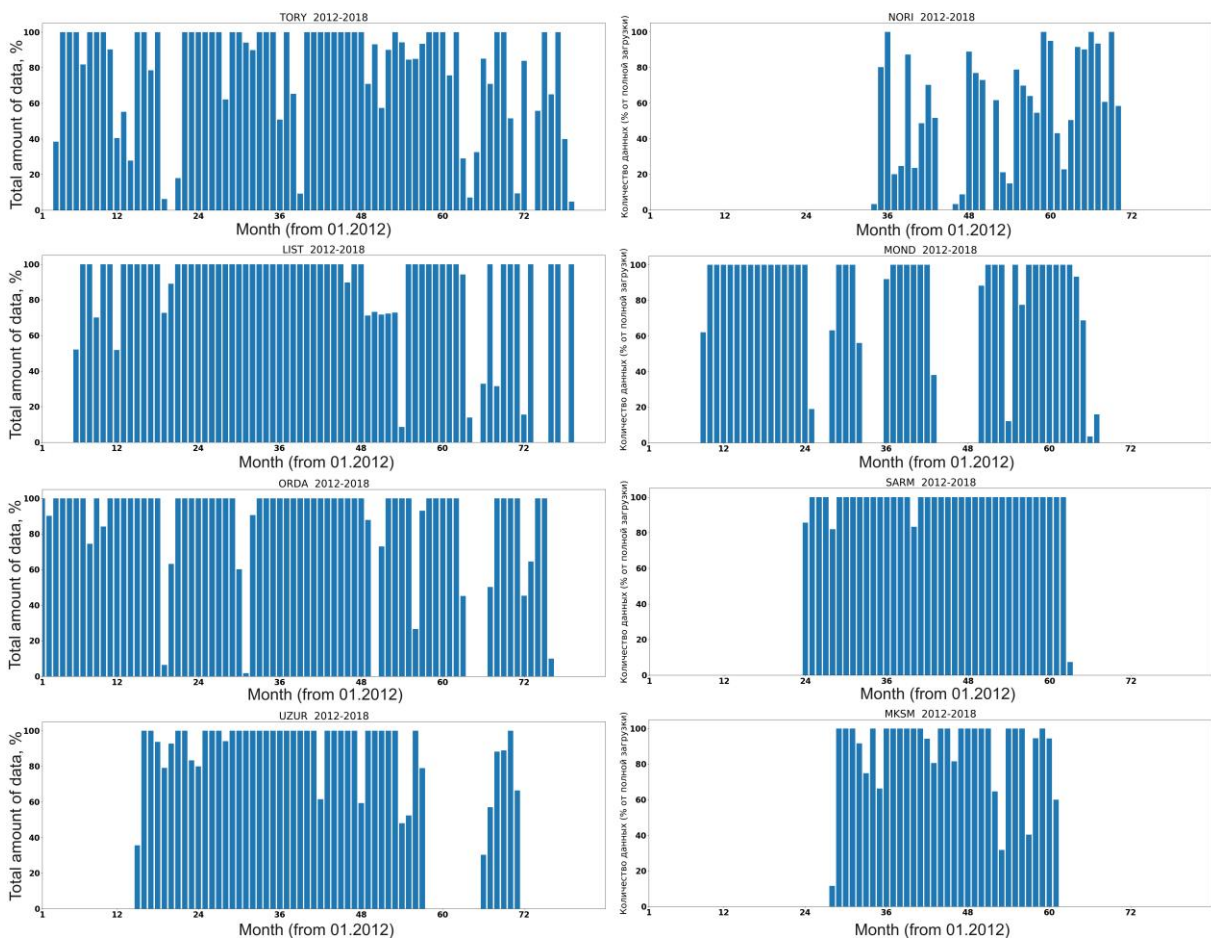 TORY 2012-2018
Total amount of data, %
100
80
60
40
20
0
1 12 24 36 48 60 72
Month (from 01.2012)
NORI 2012-2018
Количество данных (% от полной загрузки)
100
80
60
40
20
0
1 12 24 36 48 60 72
Month (from 01.2012)
LIST 2012-2018
Total amount of data, %
100
80
60
40
20
0
1 12 24 36 48 60 72
Month (from 01.2012)
MOND 2012-2018
Количество данных (% от полной загрузки)
100
80
60
40
20
0
1 12 24 36 48 60 72
Month (from 01.2012)
ORDA 2012-2018
Total amount of data, %
100
80
60
40
20
0
1 12 24 36 48 60 72
Month (from 01.2012)
SARM 2012-2018
Количество данных (% от полной загрузки)
100
80
60
40
20
0
1 12 24 36 48 60 72
Month (from 01.2012)
UZUR 2012-2018
Total amount of data, %
100
80
60
40
20
0
1 12 24 36 48 60 72
Month (from 01.2012)
MKSM 2012-2018
Количество данных (% от полной загрузки)
100
80
60
40
20
0
1 12 24 36 48 60 72
Month (from 01.2012)